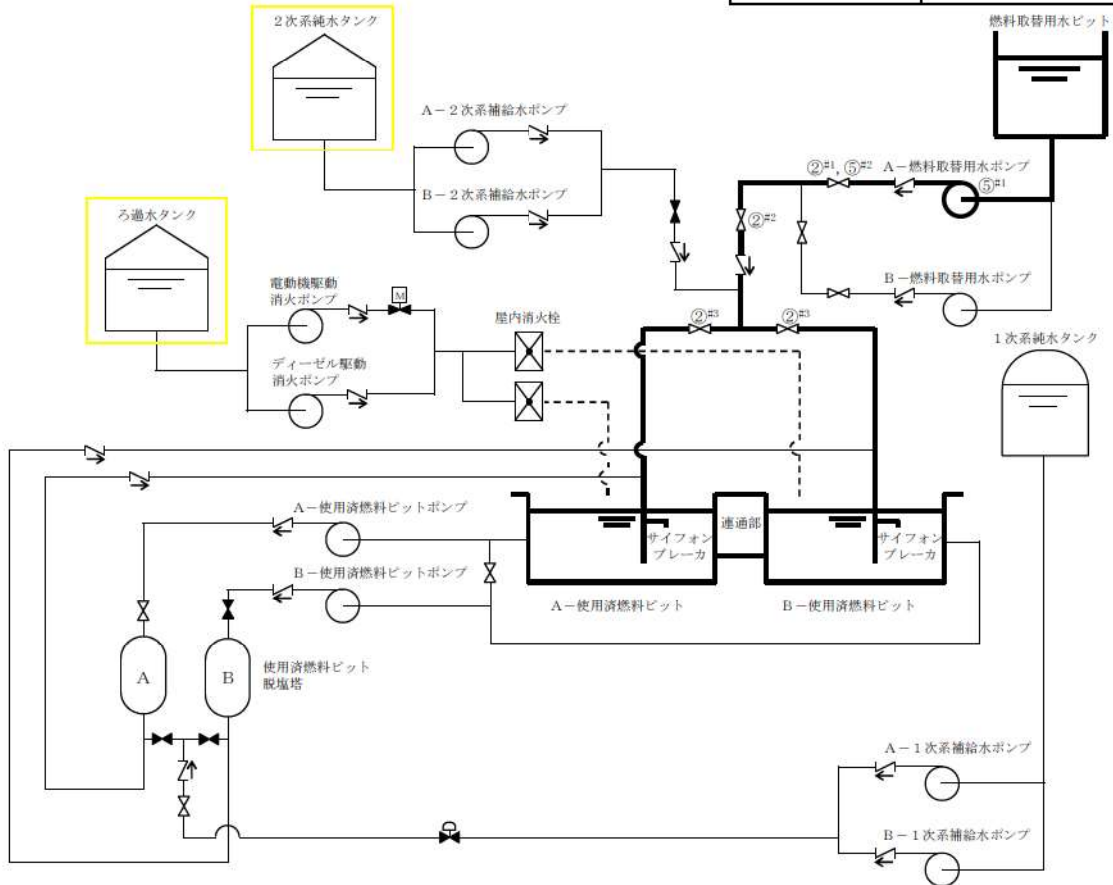 2次系純水タンク
燃料取替用水ピット
A-2次系補給水ポンプ
B-2次系補給水ポンプ
②#1, ⑤#2
A-燃料取替用水ポンプ
⑤#1
②#2
ろ過水タンク
B-燃料取替用水ポンプ
電動機駆動
消火ポンプ
M
屋内消火栓
②#3
②#3
1次系純水タンク
ディーゼル駆動
消火ポンプ
A-使用済燃料ピットポンプ
連通部
サイフォン
ブレーカ
サイフォン
ブレーカ
B-使用済燃料ピットポンプ
A-使用済燃料ピット
B-使用済燃料ピット
A
B
使用済燃料ピット
脱塩塔
A-1次系補給水ポンプ
D
B-1次系補給水ポンプ